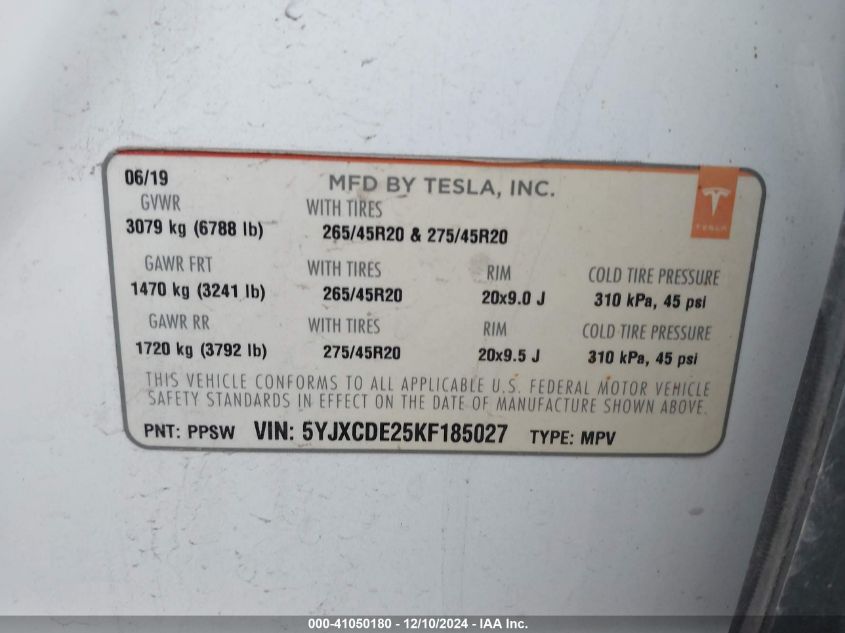 06/19 MFD BY TESLA, INC.
TESLA
GVWR WITH TIRES
3079 kg (6788 lb) 265/45R20 & 275/45R20
GAWR FRT WITH TIRES RIM COLD TIRE PRESSURE
1470 kg (3241 lb) 265/45R20 20x9.0 J 310 kPa, 45 psi
GAWR RR WITH TIRES RIM COLD TIRE PRESSURE
1720 kg (3792 lb) 275/45R20 20x9.5 J 310 kPa, 45 psi
THIS VEHICLE CONFORMS TO ALL APPLICABLE U.S. FEDERAL MOTOR VEHICLE
SAFETY STANDARDS IN EFFECT ON THE DATE OF MANUFACTURE SHOWN ABOVE.
PNT: PPSW VIN: 5YJXCDE25KF185027 TYPE: MPV
000-41050180 - 12/10/2024 - IAA Inc.